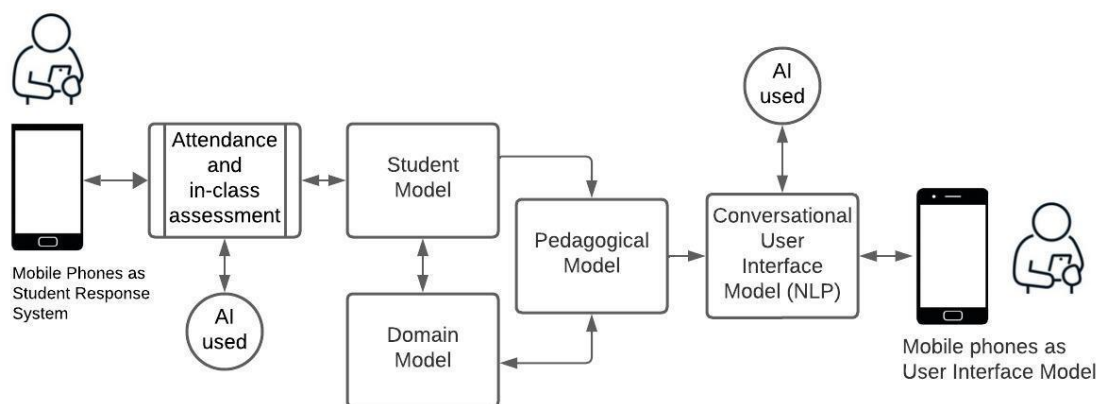 Mobile Phones as
Student Response
System
Attendance
and
in-class
assessment
AI
used
Student
Model
Domain
Model
Pedagogical
Model
AI
used
Conversational
User
Interface
Model (NLP)
Mobile phones as
User Interface Model